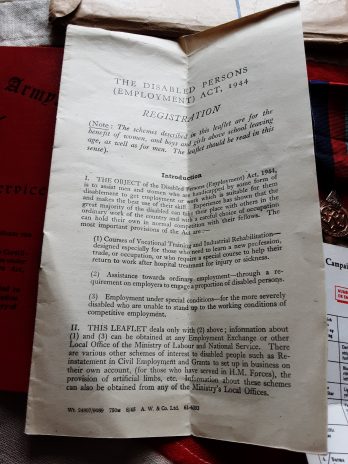 THE DISABLED PERSONS
(EMPLOYMENT) ACT, 1944
REGISTRATION
(Note: The schemes described in this leaflet are for the
benefit of women, and boys and girls above school leaving
age, as well as for men. The leaflet should be read in this
sense).
Introduction
I. THE OBJECT of the Disabled Persons (Employment) Act, 1944,
is to assist men and women who are handicapped by some form of
disablement to get employment or work which is suitable for them
and makes the best use of their skill. Experience has shown that the
great majority of the disabled can take their place with others in the
ordinary work of the community and with a careful choice of occupation
can hold their own in normal competition with their fellows. The
most important provisions of the Act are:—
(1) Courses of Vocational Training and Industrial Rehabilitation—
designed especially for those who need to learn a new profession,
trade, or occupation, or who require a special course to help their
return to work after hospital treatment for injury or sickness.
(2) Assistance towards ordinary employment—through a re-
quirement on employers to engage a proportion of disabled persons.
(3) Employment under special conditions—for the more severely
disabled who are unable to stand up to the working conditions of
competitive employment.
II. THIS LEAFLET deals only with (2) above; information about
(1) and (3) can be obtained at any Employment Exchange or other
Local Office of the Ministry of Labour and National Service. There
are various other schemes of interest to disabled people such as Re-
instatement in Civil Employment and Grants to set up in business on
their own account, (for those who have served in H.M. Forces), the
provision of artificial limbs, etc. Information about these schemes
can also be obtained from any of the Ministry's Local Offices.
750м 8/45 A. W. & Co. Ltd.
Army
Service
Campai